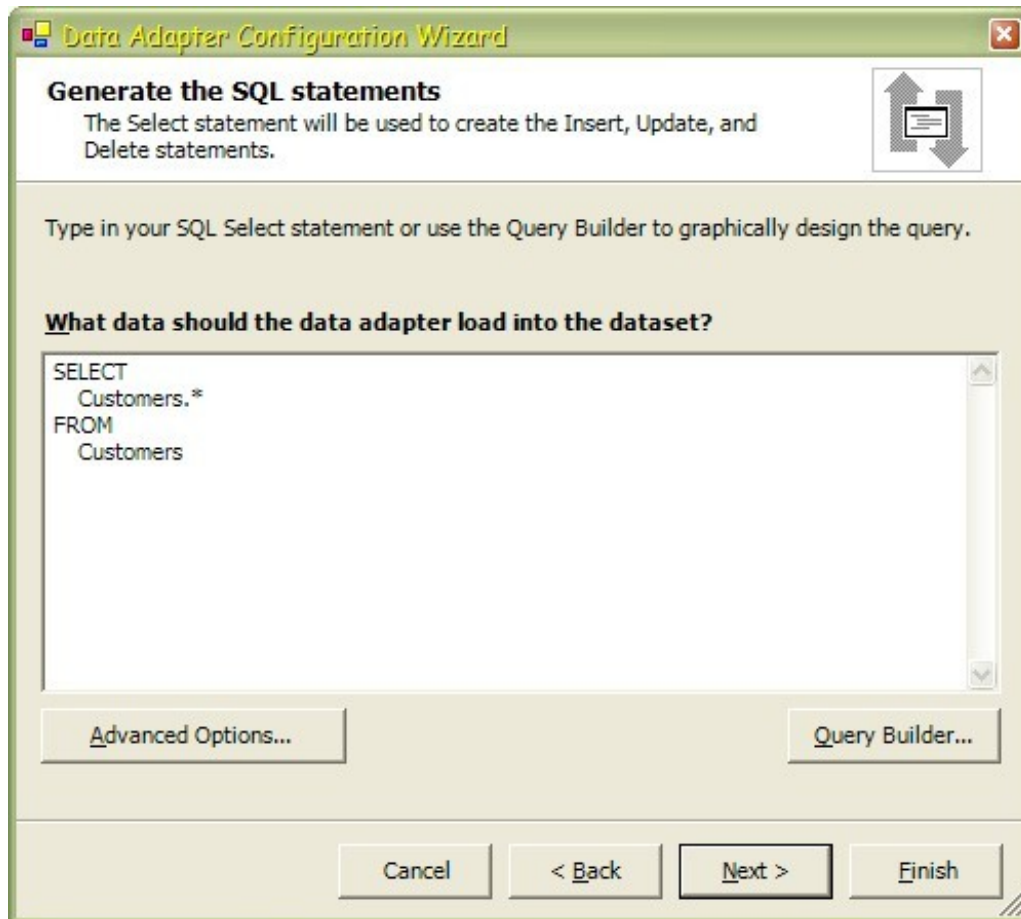 Data Adapter Configuration Wizard
Generate the SQL statements
The Select statement will be used to create the Insert, Update, and
Delete statements.
Type in your SQL Select statement or use the Query Builder to graphically design the query.
What data should the data adapter load into the dataset?
SELECT
Customers.*
FROM
Customers
Advanced Options... Query Builder...
Cancel < Back Next > Finish